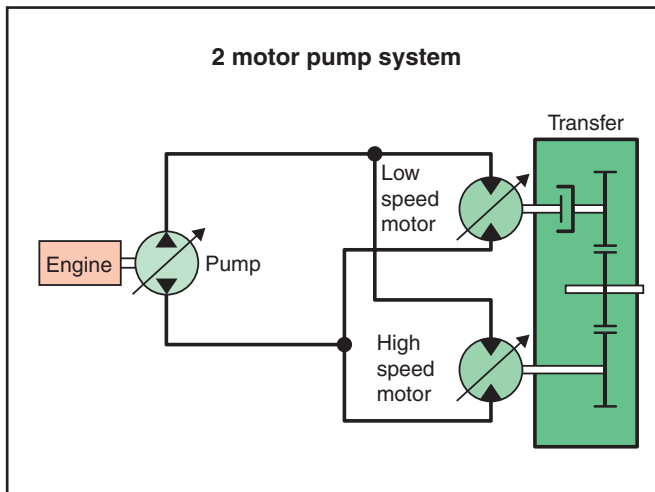 2 motor pump system
Transfer
Low
speed
motor
Engine
Pump
High
speed
motor